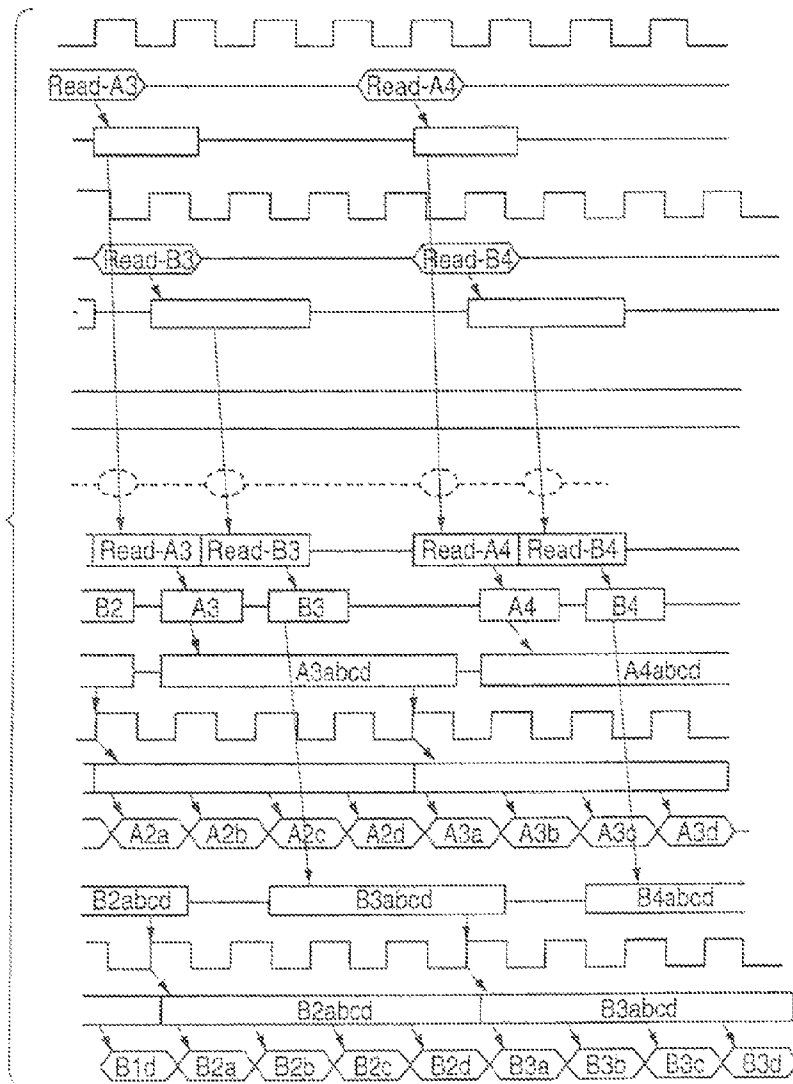 Read-A3 Read-A4
Read-B3 Read-B4
Read-A3 Read-B3 Read-A4 Read-B4
B2 A3 B3 A4 B4
A3abcd A4abcd
A2a A2b A2c A2d A3a A3b A3c A3d
B2abcd B3abcd B4abcd
B2abcd B3abcd
B1d B2a B2b B2c B2d B3a B3b B3c B3d